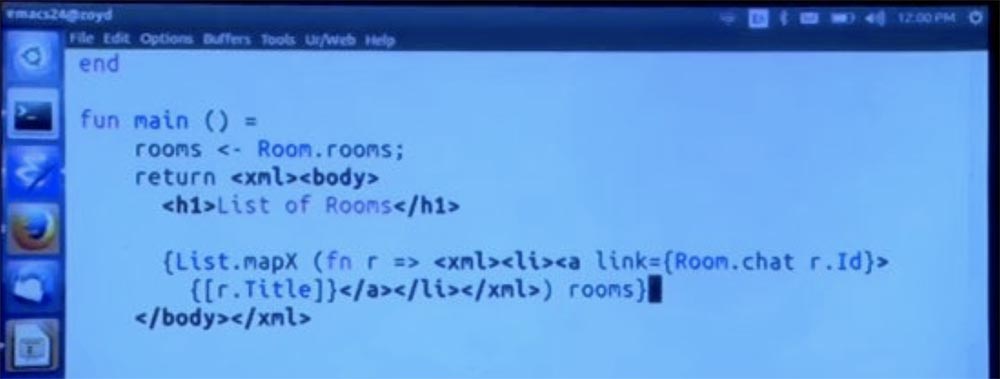 emacs24@royd
12:00 PM
File Edit Options Buffers Tools Ur/Web Help
end
fun main () =
rooms <- Room.rooms;
return <xml><body>
<h1>List of Rooms</h1>
{List.mapX (fn r => <xml><li><a link={Room.chat r.Id}>
{[r.Title]}</a></li></xml>) rooms}
</body></xml>